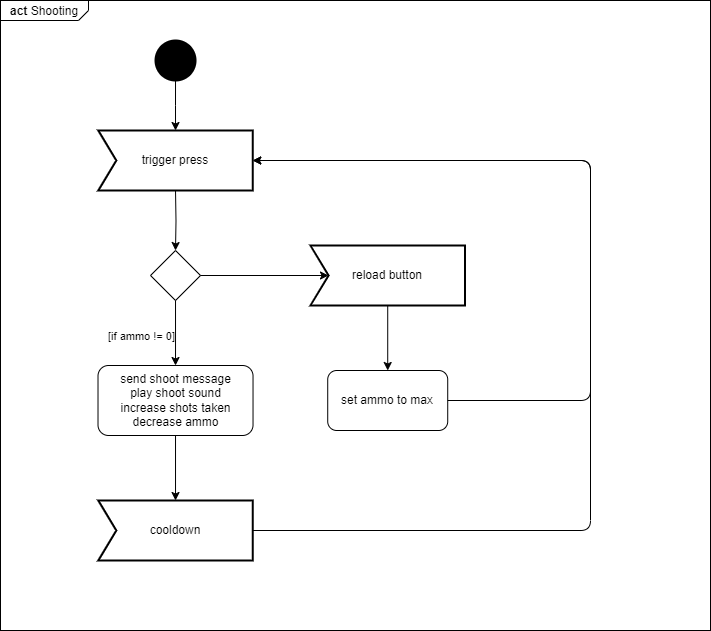 act Shooting
trigger press
reload button
[if ammo != 0]
send shoot message
play shoot sound
increase shots taken
decrease ammo
set ammo to max
cooldown